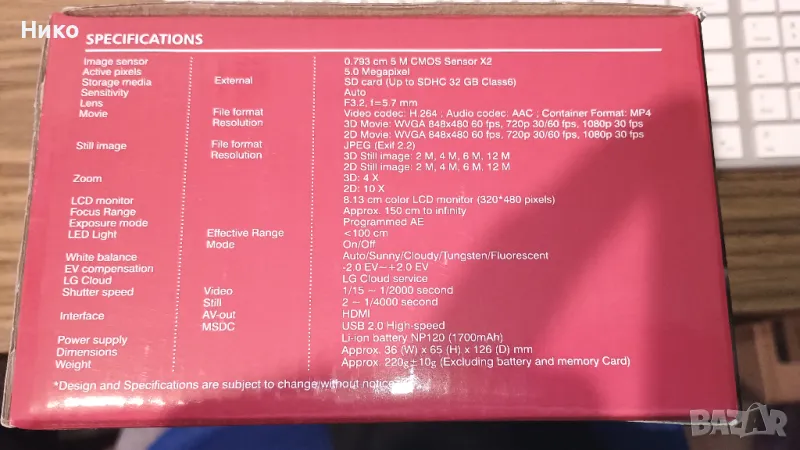 Нико
SPECIFICATIONS
Image sensor 0.793 cm 5 M CMOS Sensor X2
Active pixels 5.0 Megapixel
Storage media External SD card (Up to SDHC 32 GB Class6)
Sensitivity Auto
Lens F3.2, f=5.7 mm
Movie File format Video codec: H.264 ; Audio codec: AAC ; Container Format: MP4
Resolution 3D Movie: WVGA 848x480 60 fps, 720p 30/60 fps, 1080p 30 fps
2D Movie: WVGA 848x480 60 fps, 720p 30/60 fps, 1080p 30 fps
Still image File format JPEG (Exif 2.2)
Resolution 3D Still image: 2 M, 4 M, 6 M, 12 M
2D Still image: 2 M, 4 M, 6 M, 12 M
Zoom 3D: 4 X
2D: 10 X
LCD monitor 8.13 cm color LCD monitor (320*480 pixels)
Focus Range Approx. 150 cm to infinity
Exposure mode Programmed AE
LED Light Effective Range <100 cm
Mode On/Off
White balance Auto/Sunny/Cloudy/Tungsten/Fluorescent
EV compensation -2.0 EV~+2.0 EV
LG Cloud LG Cloud service
Shutter speed Video 1/15 ~ 1/2000 second
Still 2 ~ 1/4000 second
Interface AV-out HDMI
MSDC USB 2.0 High-speed
Power supply Li-ion battery NP120 (1700mAh)
Dimensions Approx. 36 (W) x 65 (H) x 126 (D) mm
Weight Approx. 220g±10g (Excluding battery and memory Card)
*Design and Specifications are subject to change without notice
BAZAR